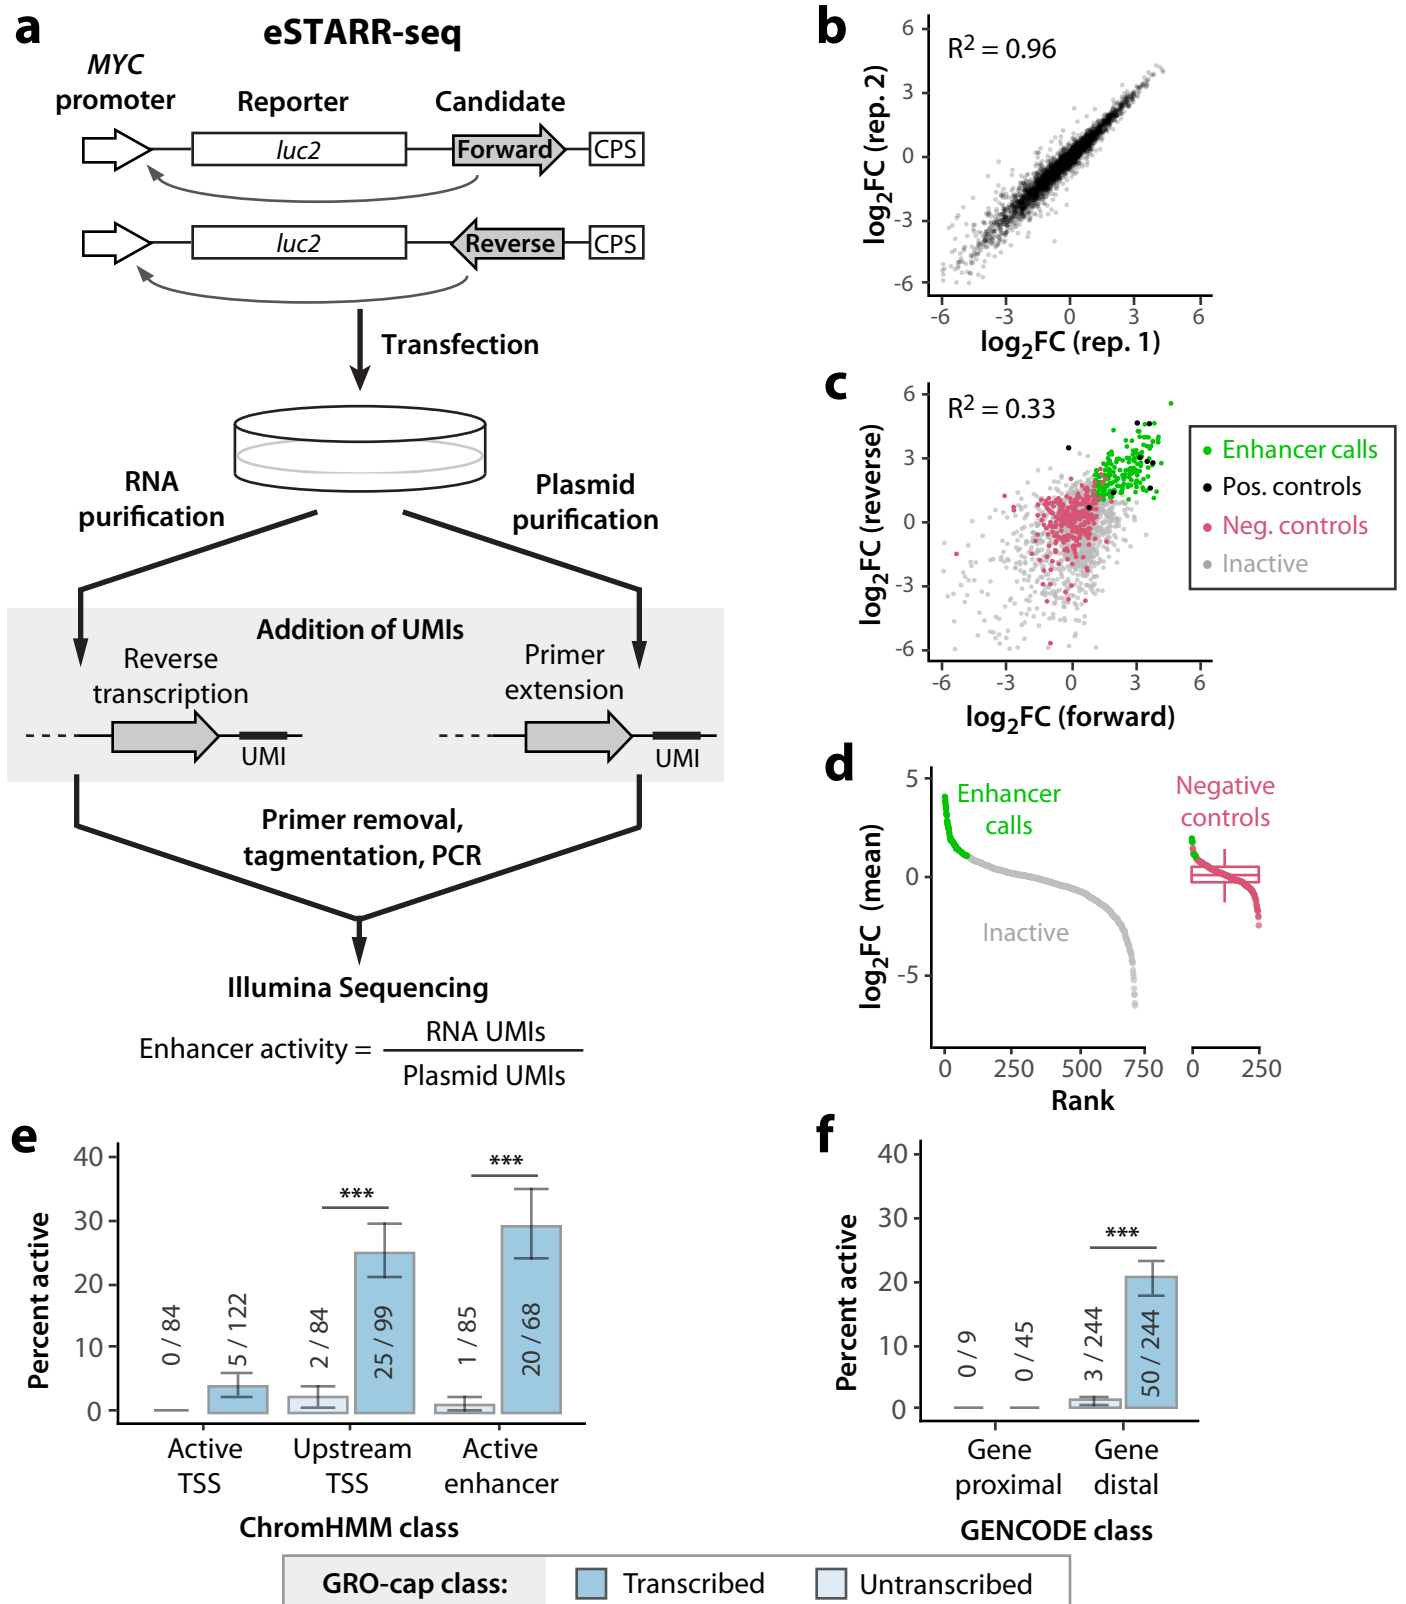 a
eSTARR-seq
MYC
promoter
Reporter
Candidate
luc2
Forward
CPS
luc2
Reverse
CPS
Transfection
RNA
purification
Plasmid
purification
Addition of UMIs
Reverse
transcription
UMI
Primer
extension
UMI
Primer removal,
tagmentation, PCR
Illumina Sequencing
Enhancer activity = RNA UMIs
Plasmid UMIs
b
R² = 0.96
log₂FC (rep. 2)
6
3
0
-3
-6
-6 -3 0 3 6
log₂FC (rep. 1)
c
R² = 0.33
log₂FC (reverse)
6
3
0
-3
-6
-6 -3 0 3 6
log₂FC (forward)
Enhancer calls
Pos. controls
Neg. controls
Inactive
d
log₂FC (mean)
5
0
-5
Enhancer
calls
Inactive
Negative
controls
0 250 500 750 0 250
Rank
e
Percent active
40
30
20
10
0
0 / 84
5 / 122
2 / 84
***
25 / 99
1 / 85
***
20 / 68
Active
TSS
Upstream
TSS
Active
enhancer
ChromHMM class
f
Percent active
40
30
20
10
0
0 / 9
0 / 45
3 / 244
***
50 / 244
Gene
proximal
Gene
distal
GENCODE class
GRO-cap class: Transcribed Untranscribed